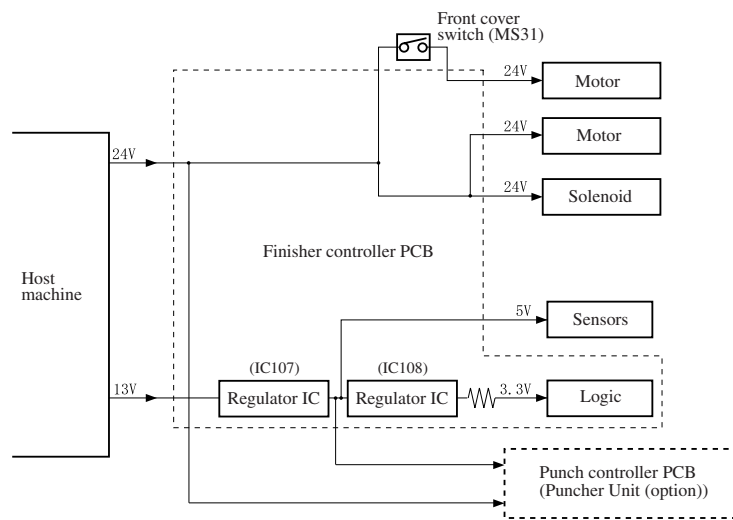 Front cover
switch (MS31)
24V
Motor
24V
Motor
24V
24V
Solenoid
Finisher controller PCB
Host
machine
5V
Sensors
(IC107)
(IC108)
13V
Regulator IC
Regulator IC
3.3V
Logic
Punch controller PCB
(Puncher Unit (option))